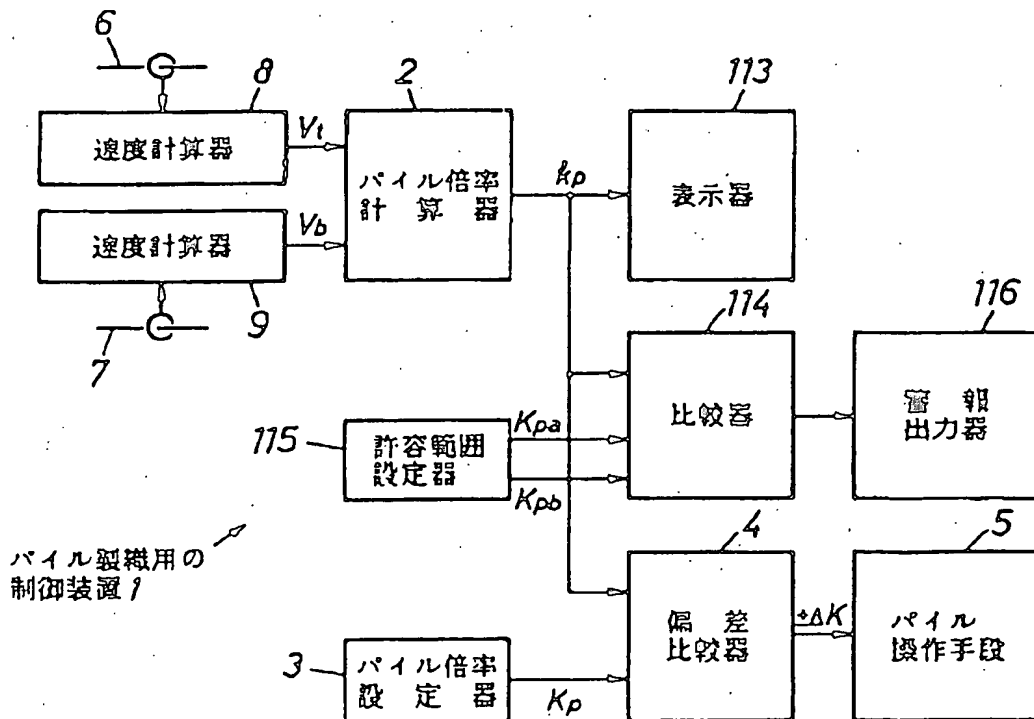 6
8
速度計算器
Vt
2
パイル倍率
計算器
kp
113
表示器
速度計算器
Vb
9
7
114
比較器
116
警報
出力器
115
許容範囲
設定器
Kpa
Kpb
パイル製織用の
制御装置1
4
偏差
比較器
±ΔK
5
パイル
操作手段
3
パイル倍率
設定器
Kp